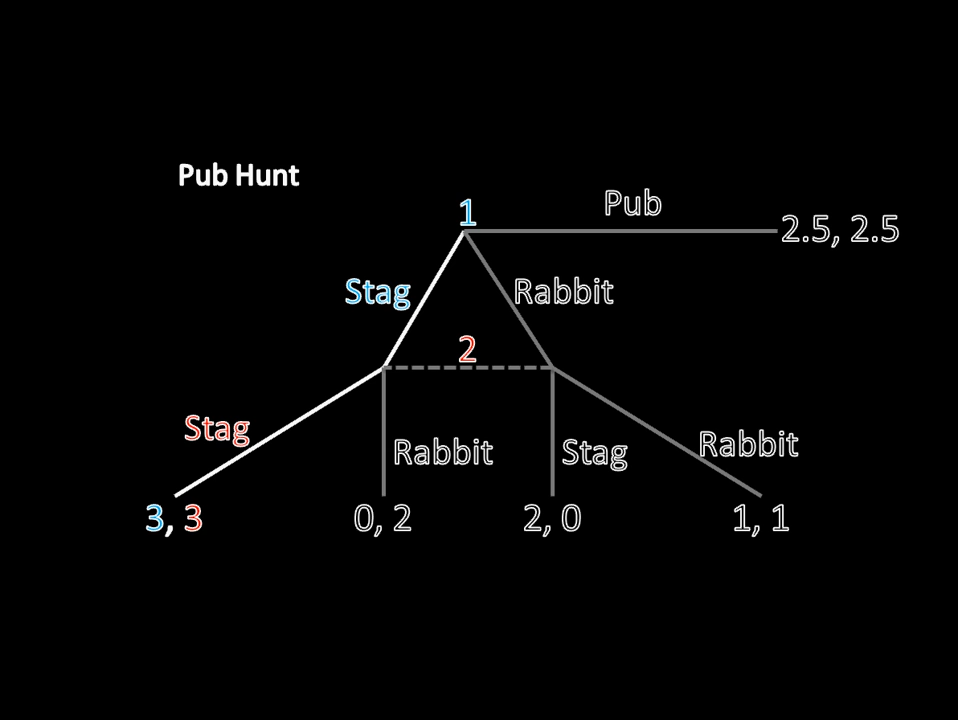 Pub Hunt
Pub
1
2.5, 2.5
Stag
Rabbit
2
Stag
Rabbit
Stag
Rabbit
3, 3
0, 2
2, 0
1, 1